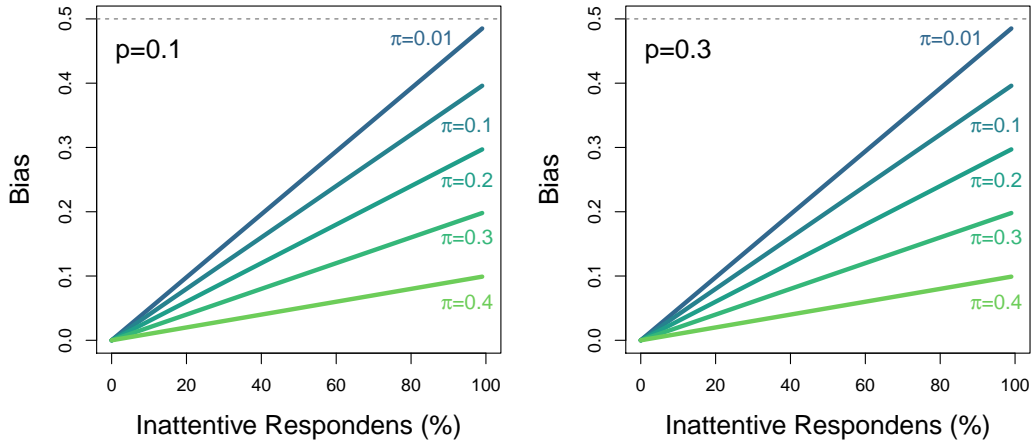 p=0.1
π=0.01
π=0.1
π=0.2
π=0.3
π=0.4
0.5
0.4
0.3
0.2
0.1
0.0
Bias
0 20 40 60 80 100
Inattentive Respondens (%)
p=0.3
π=0.01
π=0.1
π=0.2
π=0.3
π=0.4
0.5
0.4
0.3
0.2
0.1
0.0
Bias
0 20 40 60 80 100
Inattentive Respondens (%)